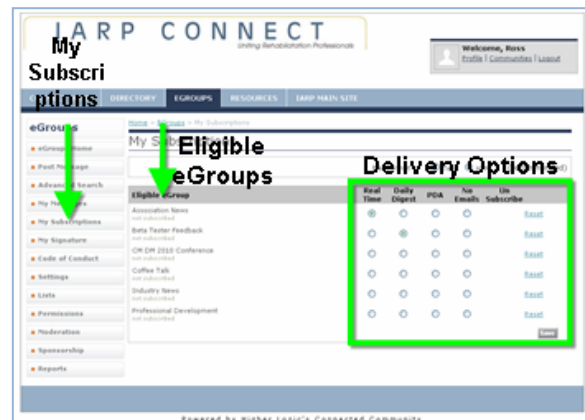 IARP CONNECT
Uniting Rehabilitation Professionals
Welcome, Ross
Profile | Communities | Logout
My
Subscri
ptions
DIRECTORY EGROUPS RESOURCES IARP MAIN SITE
eGroups
Home > eGroups > My Subscriptions
My Subscriptions
Eligible
eGroups
Delivery Options
eGroups Home
Post Message
Advanced Search
My Messages
My Subscriptions
My Signature
Code of Conduct
Settings
Lists
Permissions
Moderation
Sponsorship
Reports
Eligible eGroup
Real Time Daily Digest PDA No Emails Un Subscribe
Association News Reset
not subscribed
Beta Tester Feedback Reset
not subscribed
CM DM 2010 Conference Reset
not subscribed
Coffee Talk Reset
not subscribed
Industry News Reset
not subscribed
Professional Development Reset
not subscribed
Save
Powered by Higher Logic's Connected Community